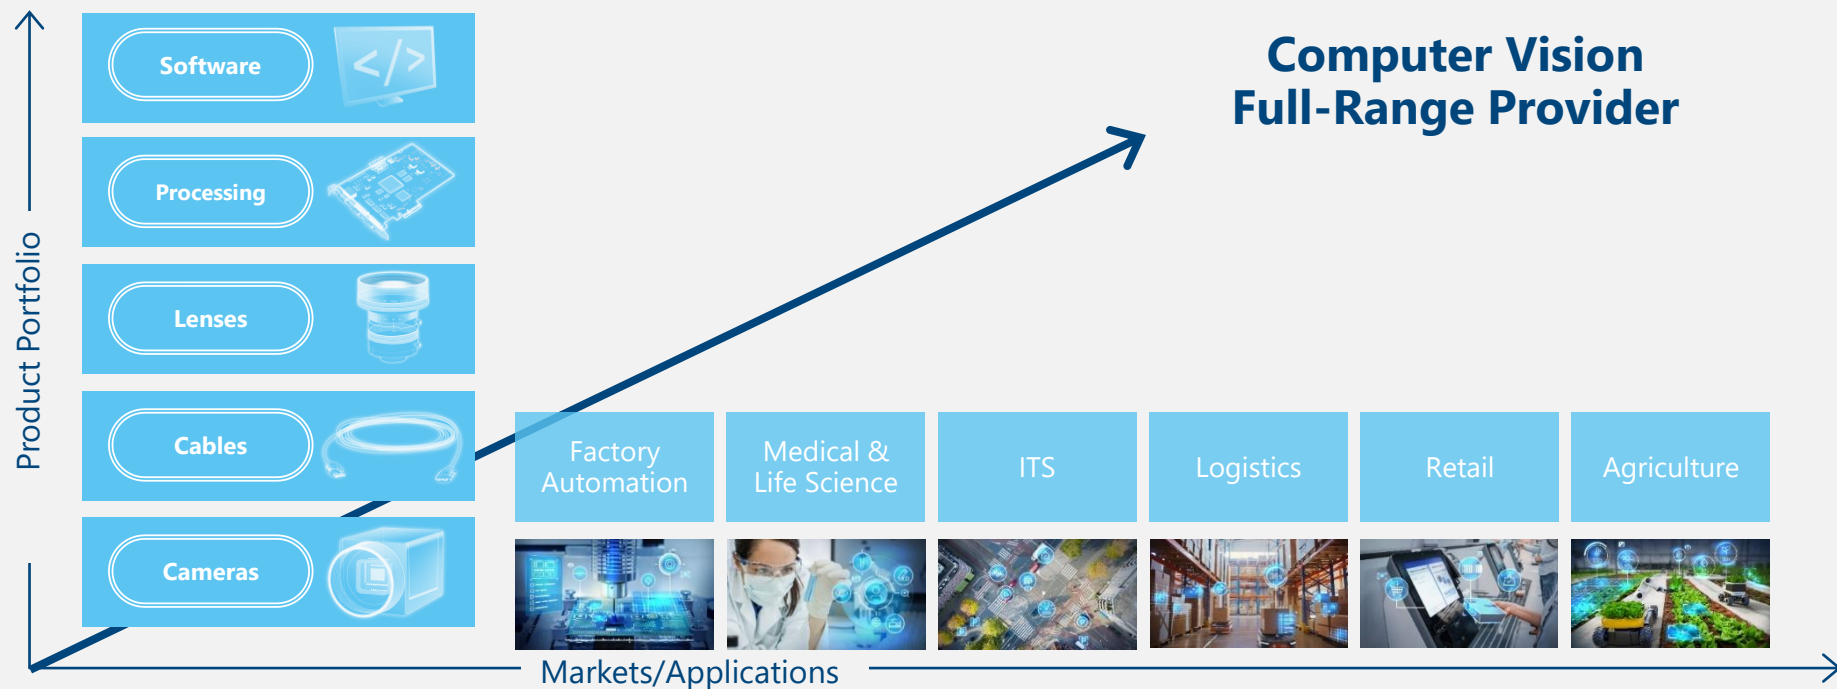 Computer Vision
Full-Range Provider
Product Portfolio
Software
</>
Processing
Lenses
Cables
Cameras
Factory
Automation
Medical &
Life Science
ITS
Logistics
Retail
Agriculture
Markets/Applications